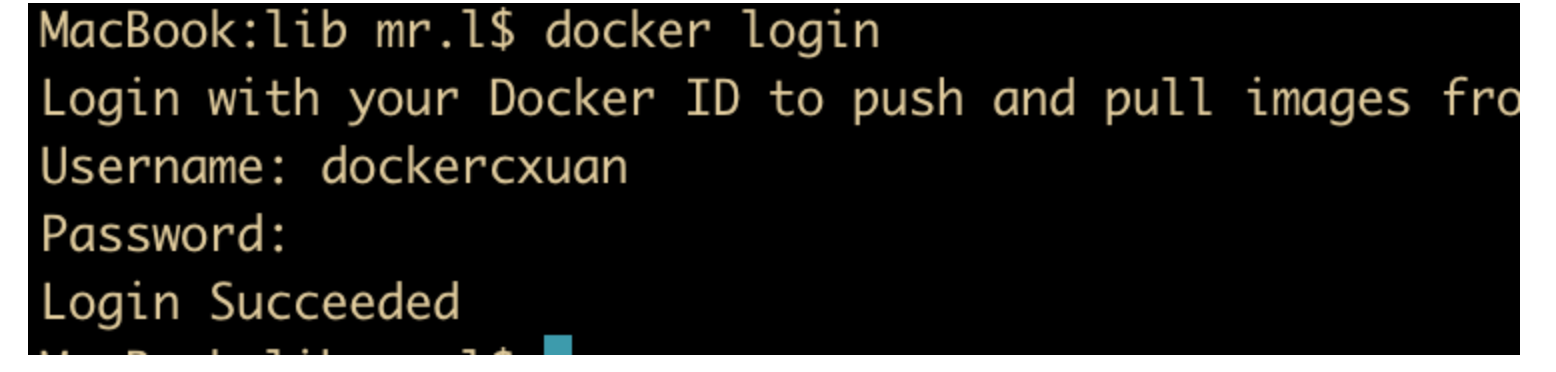 MacBook:lib mr.l$ docker login
Login with your Docker ID to push and pull images fro
Username: dockercxuan
Password:
Login Succeeded